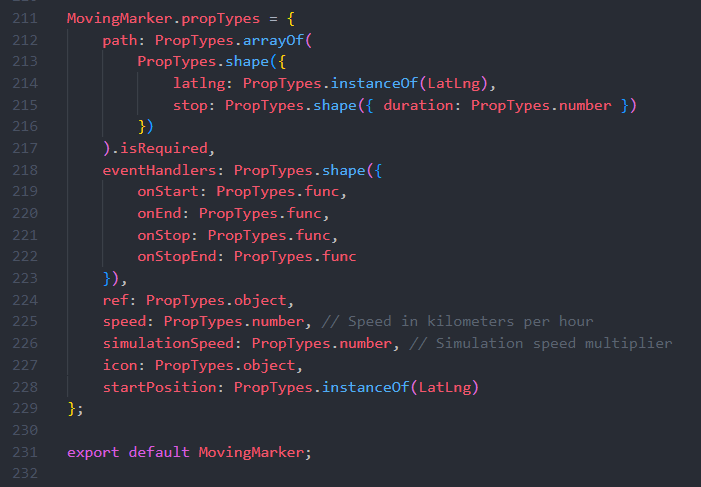 211 MovingMarker.propTypes = {
212     path: PropTypes.arrayOf(
213         PropTypes.shape({
214             latlng: PropTypes.instanceOf(LatLng),
215             stop: PropTypes.shape({ duration: PropTypes.number })
216         })
217     ).isRequired,
218     eventHandlers: PropTypes.shape({
219         onStart: PropTypes.func,
220         onEnd: PropTypes.func,
221         onStop: PropTypes.func,
222         onStopEnd: PropTypes.func
223     }),
224     ref: PropTypes.object,
225     speed: PropTypes.number, // Speed in kilometers per hour
226     simulationSpeed: PropTypes.number, // Simulation speed multiplier
227     icon: PropTypes.object,
228     startPosition: PropTypes.instanceOf(LatLng)
229 };
230
231 export default MovingMarker;
232